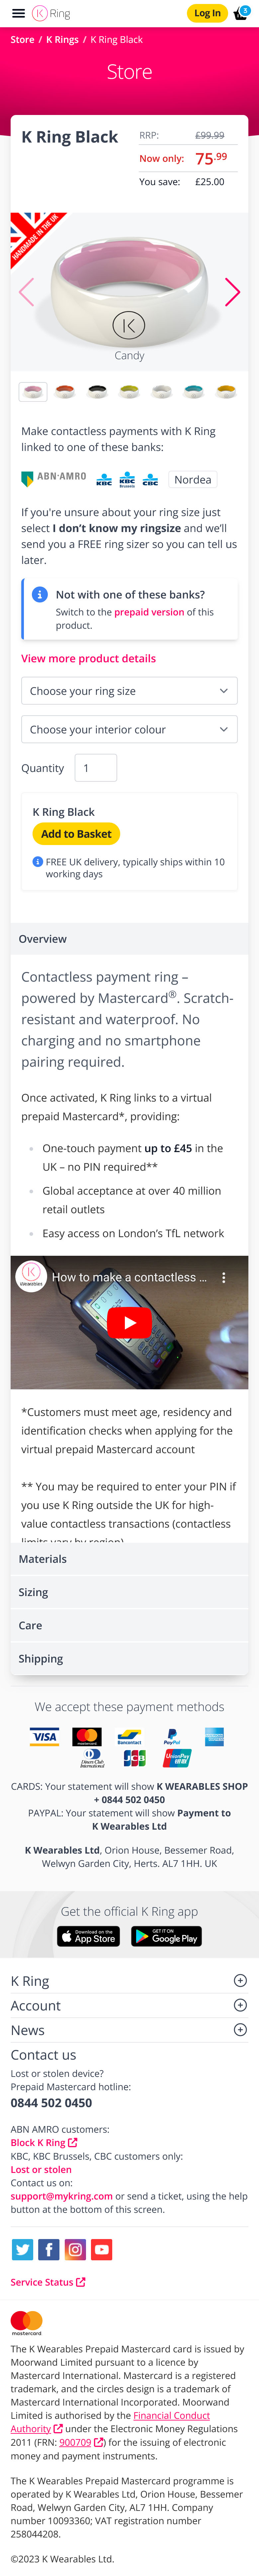 K Ring
Log In
3
Store / K Rings / K Ring Black
Store
K Ring Black
RRP: £99.99
Now only: 75.99
You save: £25.00
HANDMADE IN THE UK
K
Candy
Make contactless payments with K Ring
linked to one of these banks:
ABN·AMRO
KBC
KBC
Brussels
CBC
Nordea
If you're unsure about your ring size just
select I don't know my ringsize and we'll
send you a FREE ring sizer so you can tell us
later.
Not with one of these banks?
Switch to the prepaid version of this
product.
View more product details
Choose your ring size
Choose your interior colour
Quantity 1
K Ring Black
Add to Basket
FREE UK delivery, typically ships within 10
working days
Overview
Contactless payment ring –
powered by Mastercard®. Scratch-
resistant and waterproof. No
charging and no smartphone
pairing required.
Once activated, K Ring links to a virtual
prepaid Mastercard*, providing:
One-touch payment up to £45 in the
UK – no PIN required**
Global acceptance at over 40 million
retail outlets
Easy access on London's TfL network
How to make a contactless ...
*Customers must meet age, residency and
identification checks when applying for the
virtual prepaid Mastercard account
** You may be required to enter your PIN if
you use K Ring outside the UK for high-
value contactless transactions (contactless
limits vary by region)
Materials
Sizing
Care
Shipping
We accept these payment methods
VISA
mastercard
Bancontact
PayPal
Diners Club
International
JCB
UnionPay
CARDS: Your statement will show K WEARABLES SHOP
+ 0844 502 0450
PAYPAL: Your statement will show Payment to
K Wearables Ltd
K Wearables Ltd, Orion House, Bessemer Road,
Welwyn Garden City, Herts. AL7 1HH. UK
Get the official K Ring app
Download on the
App Store
GET IT ON
Google Play
K Ring
Account
News
Contact us
Lost or stolen device?
Prepaid Mastercard hotline:
0844 502 0450
ABN AMRO customers:
Block K Ring
KBC, KBC Brussels, CBC customers only:
Lost or stolen
Contact us on:
support@mykring.com or send a ticket, using the help
button at the bottom of this screen.
Service Status
mastercard
The K Wearables Prepaid Mastercard card is issued by
Moorwand Limited pursuant to a licence by
Mastercard International. Mastercard is a registered
trademark, and the circles design is a trademark of
Mastercard International Incorporated. Moorwand
Limited is authorised by the Financial Conduct
Authority under the Electronic Money Regulations
2011 (FRN: 900709) for the issuing of electronic
money and payment instruments.
The K Wearables Prepaid Mastercard programme is
operated by K Wearables Ltd, Orion House, Bessemer
Road, Welwyn Garden City, AL7 1HH. Company
number 10093360; VAT registration number
258044208.
©2023 K Wearables Ltd.